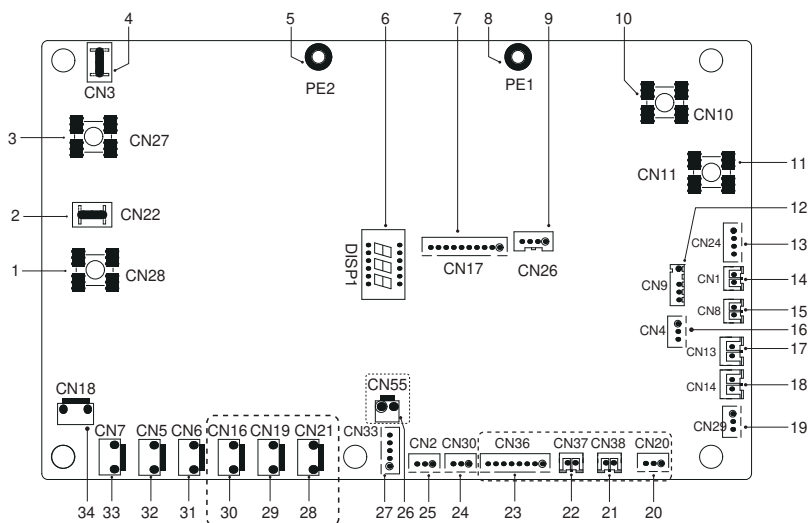 4 5 6 7 8 9 10
CN3
PE2
PE1
CN10
3
CN27
CN11
11
2
CN22
12
CN24
13
DISP1
CN17
CN26
1
CN28
CN9
CN1
14
CN8
15
CN4
16
CN13
17
CN18
CN55
CN14
18
CN7 CN5 CN6 CN16 CN19 CN21
CN33
CN2 CN30 CN36 CN37 CN38 CN20
CN29
19
34 33 32 31 30 29 28 27 26 25 24 23 22 21 20